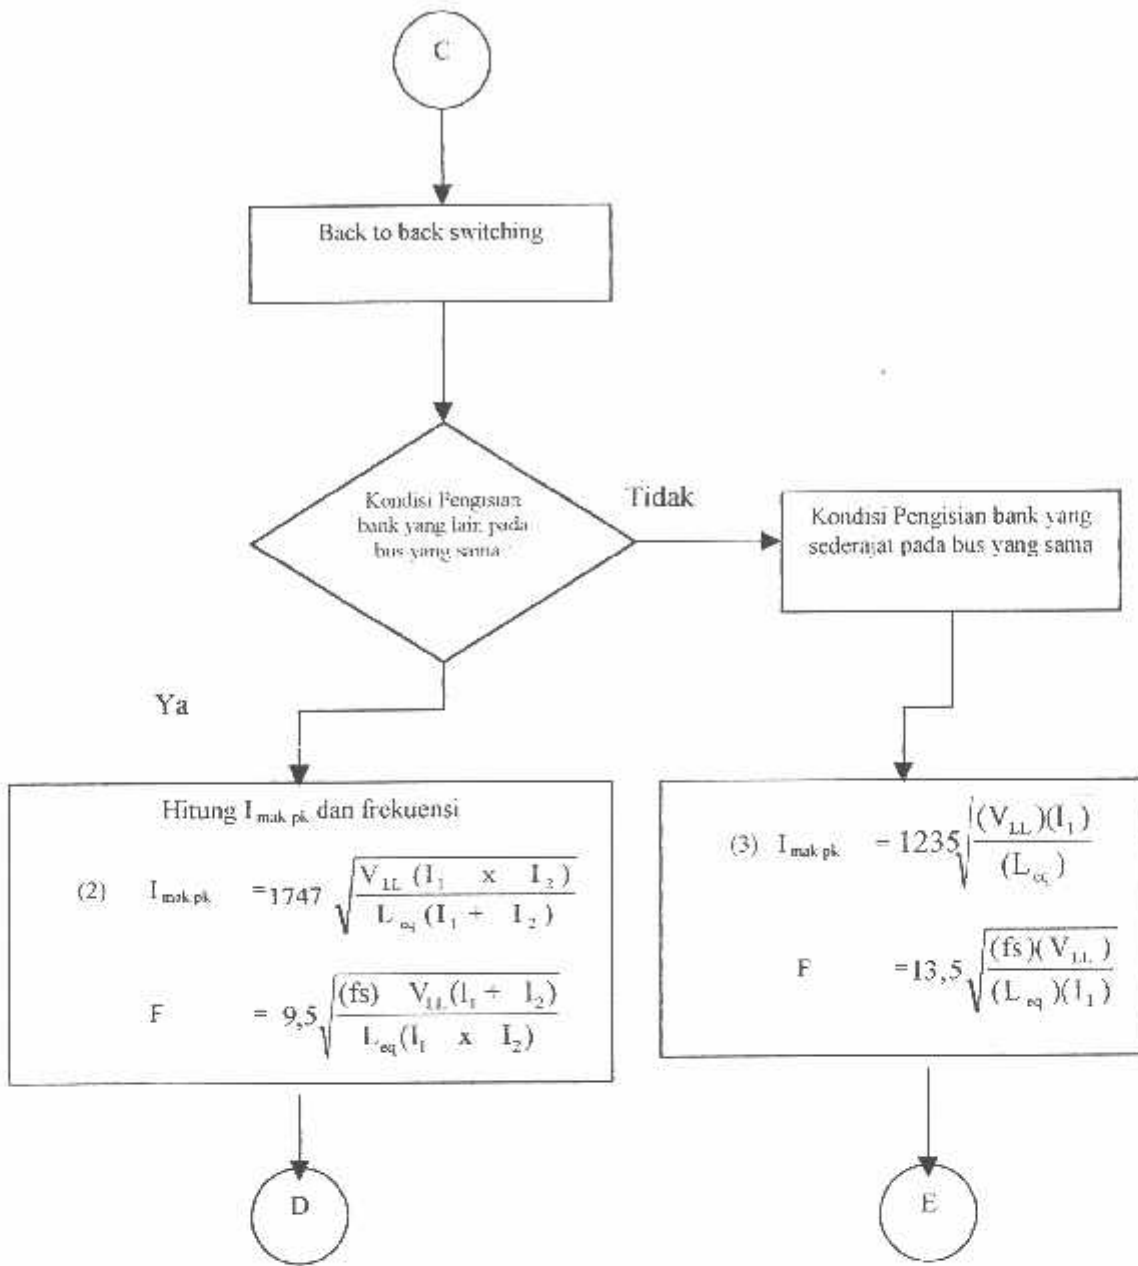 C
Back to back switching
Kondisi Pengisian
bank yang lain pada
bus yang sama
Tidak
Kondisi Pengisian bank yang
sederajat pada bus yang sama
Ya
Hitung I mak pk dan frekuensi
(2) I mak pk = 1747 √( V LL (I 1 x I 2) / L eq (I 1 + I 2) )
F = 9,5 √( (fs) V LL (I 1 + I 2) / L eq (I 1 x I 2) )
(3) I mak pk = 1235 √( (V LL)(I 1) / (L eq) )
F = 13,5 √( (fs)(V LL) / (L eq)(I 1) )
D
E